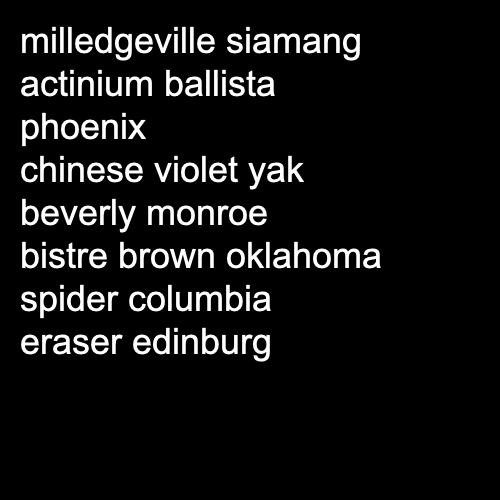 milledgeville siamang
actinium ballista
phoenix
chinese violet yak
beverly monroe
bistre brown oklahoma
spider columbia
eraser edinburg